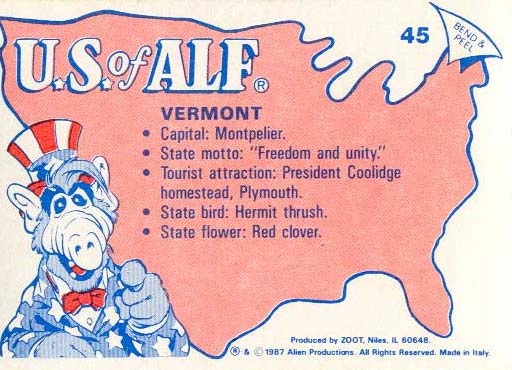 45
BEND &
PEEL
U.S. of ALF®
VERMONT
• Capital: Montpelier.
• State motto: "Freedom and unity."
• Tourist attraction: President Coolidge
homestead, Plymouth.
• State bird: Hermit thrush.
• State flower: Red clover.
Produced by ZOOT, Niles, IL 60648.
® & © 1987 Alien Productions. All Rights Reserved. Made in Italy.